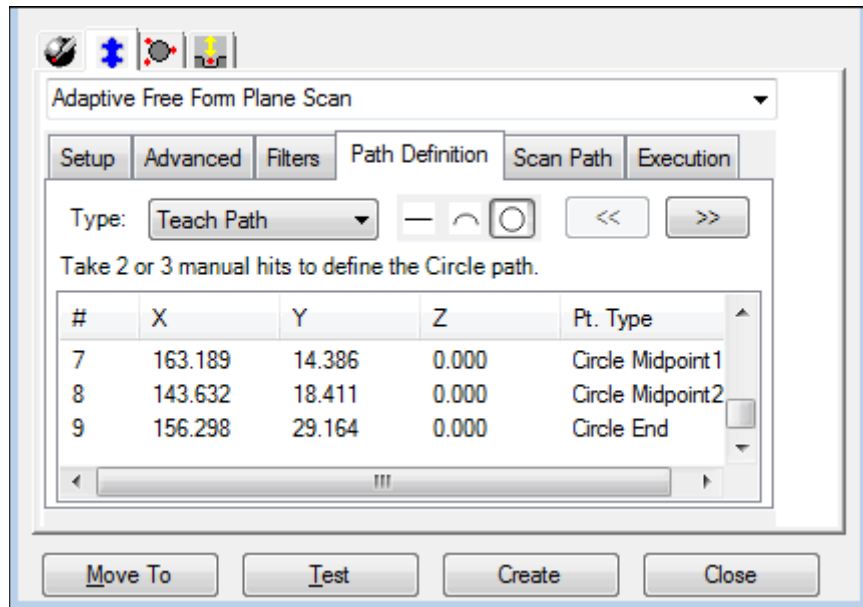 Adaptive Free Form Plane Scan
Setup Advanced Filters Path Definition Scan Path Execution
Type: Teach Path << >>
Take 2 or 3 manual hits to define the Circle path.
# X Y Z Pt. Type
7 163.189 14.386 0.000 Circle Midpoint1
8 143.632 18.411 0.000 Circle Midpoint2
9 156.298 29.164 0.000 Circle End
Move To Test Create Close